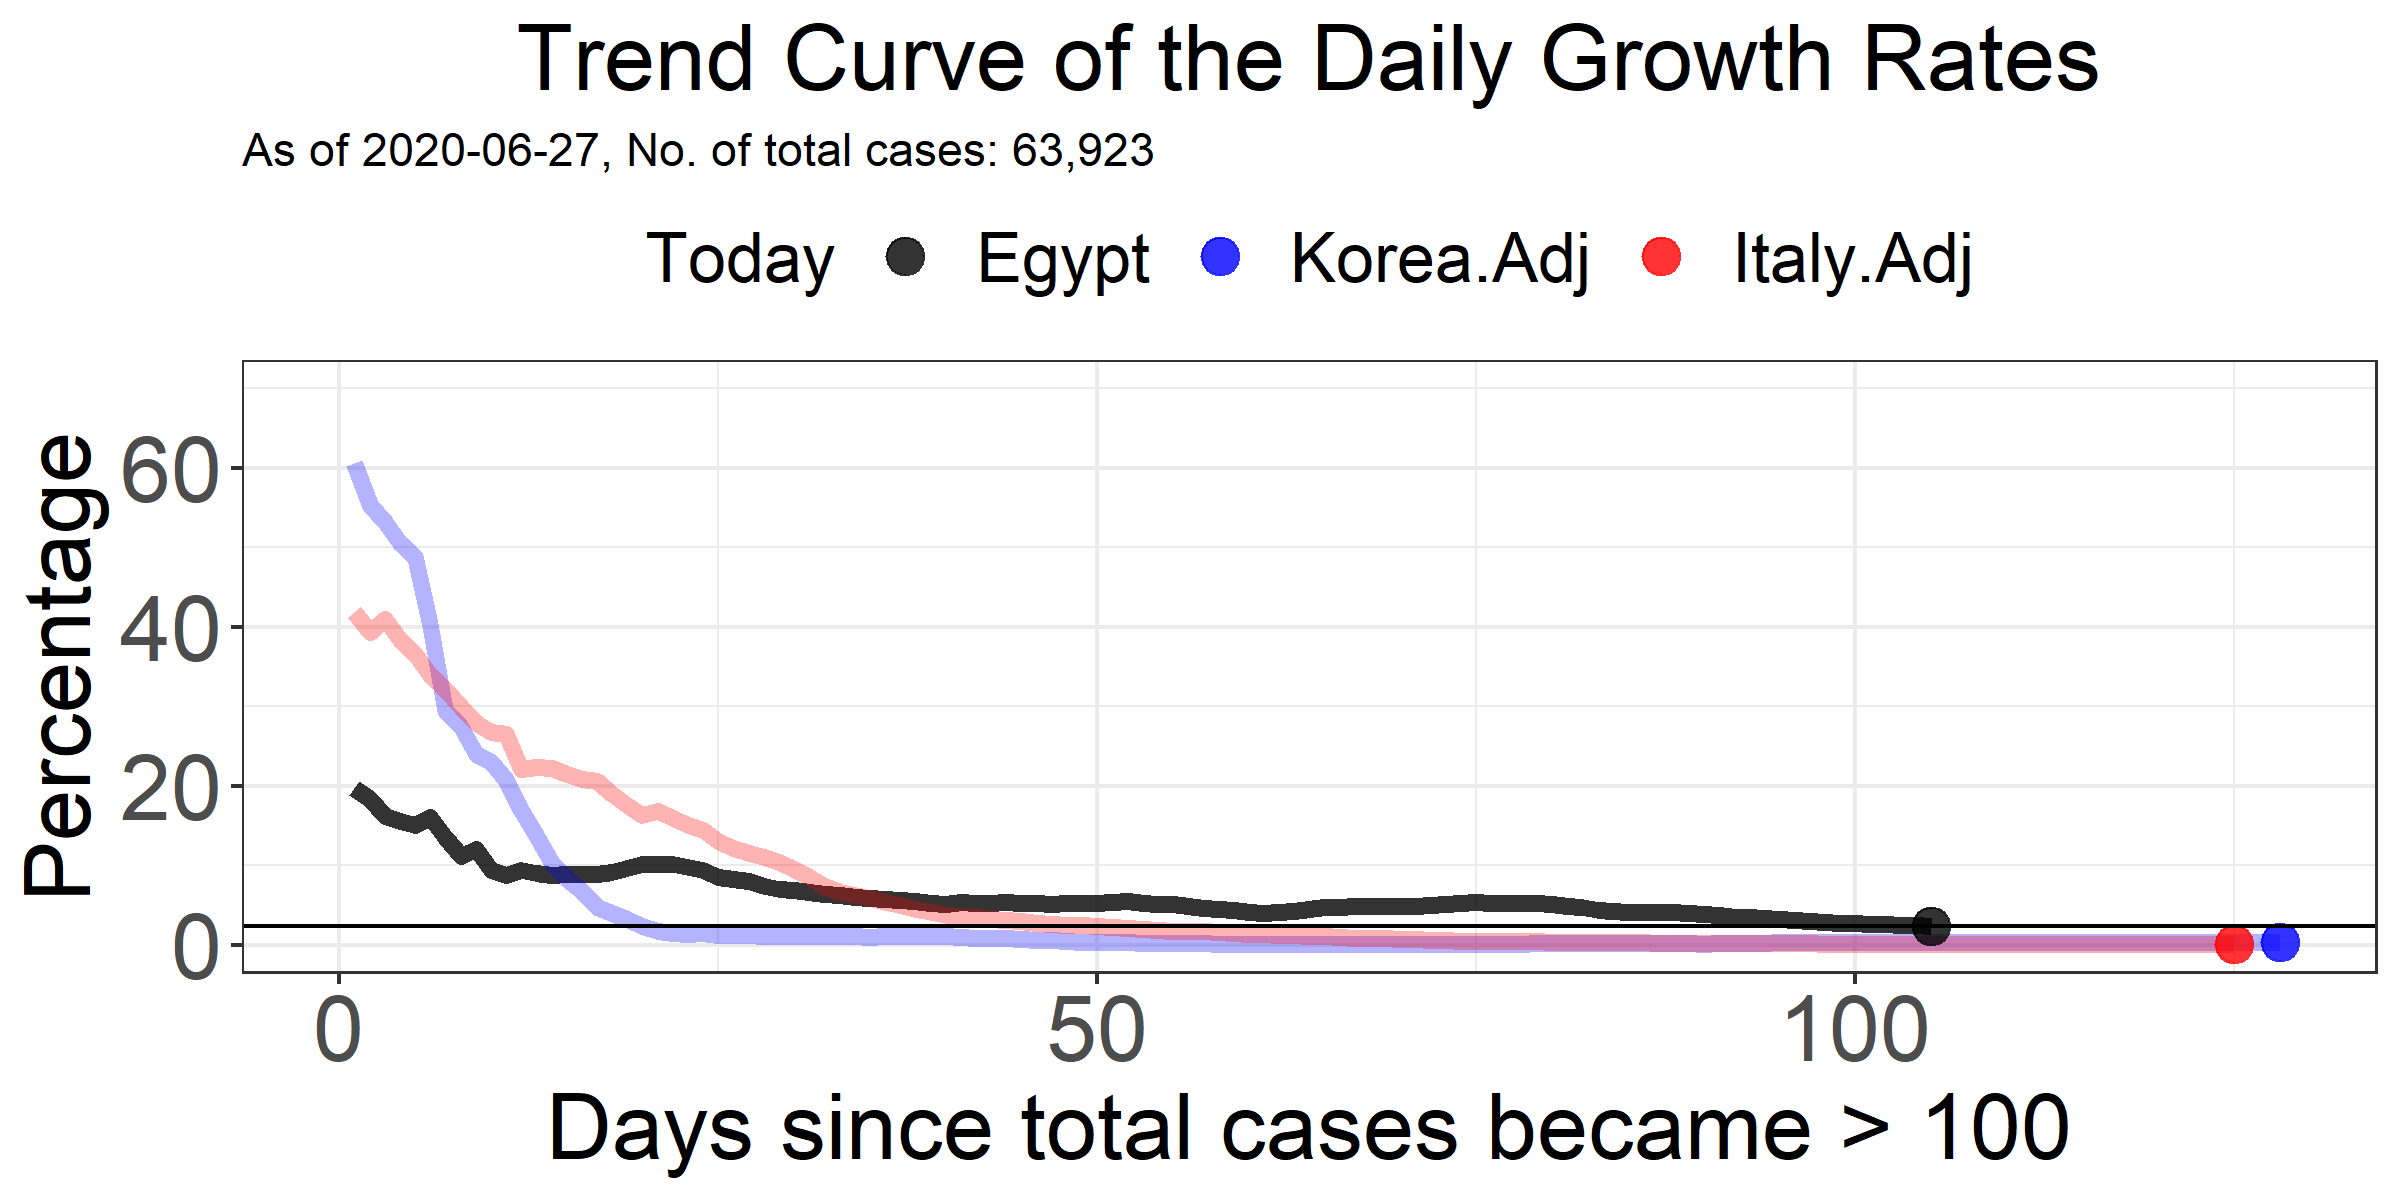 Trend Curve of the Daily Growth Rates
As of 2020-06-27, No. of total cases: 63,923
Today Egypt Korea.Adj Italy.Adj
Percentage
60
40
20
0
0 50 100
Days since total cases became > 100